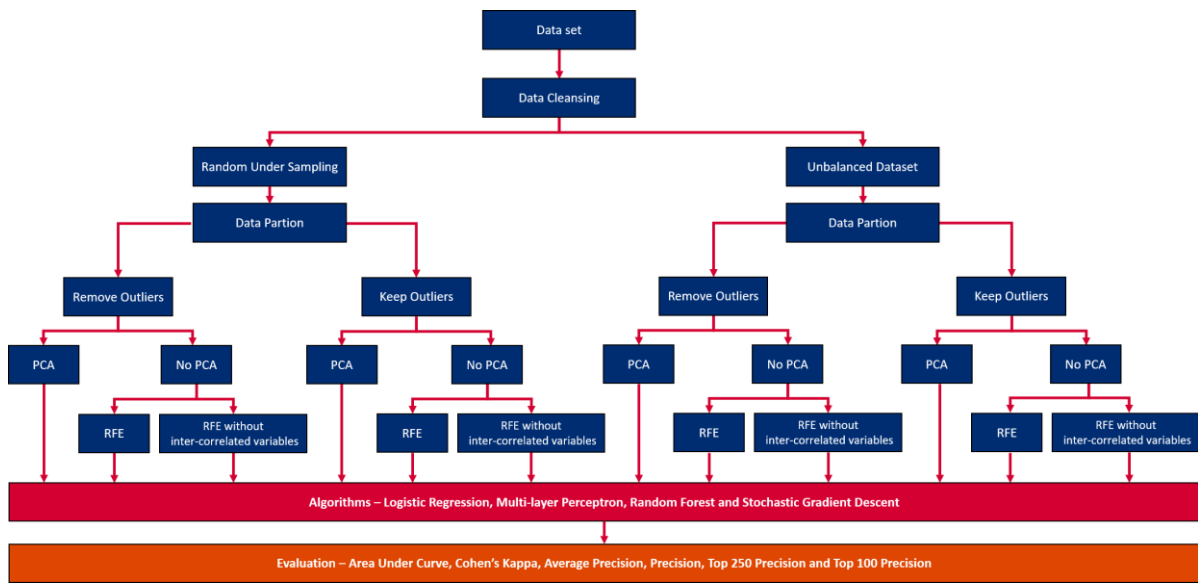 Data set
Data Cleansing
Random Under Sampling
Unbalanced Dataset
Data Partion
Data Partion
Remove Outliers
Keep Outliers
Remove Outliers
Keep Outliers
PCA
No PCA
PCA
No PCA
PCA
No PCA
PCA
No PCA
RFE
RFE without
inter-correlated variables
RFE
RFE without
inter-correlated variables
RFE
RFE without
inter-correlated variables
RFE
RFE without
inter-correlated variables
Algorithms – Logistic Regression, Multi-layer Perceptron, Random Forest and Stochastic Gradient Descent
Evaluation – Area Under Curve, Cohen's Kappa, Average Precision, Precision, Top 250 Precision and Top 100 Precision